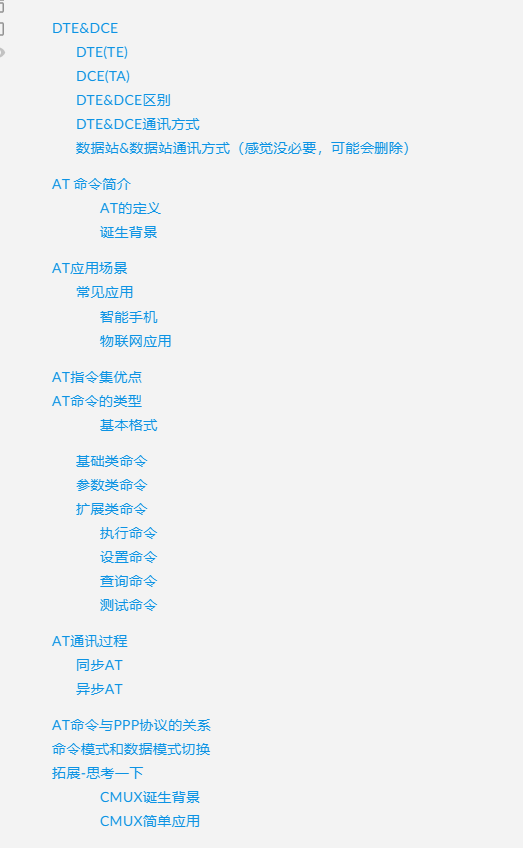 DTE&DCE
DTE(TE)
DCE(TA)
DTE&DCE区别
DTE&DCE通讯方式
数据站&数据站通讯方式（感觉没必要，可能会删除）
AT 命令简介
AT的定义
诞生背景
AT应用场景
常见应用
智能手机
物联网应用
AT指令集优点
AT命令的类型
基本格式
基础类命令
参数类命令
扩展类命令
执行命令
设置命令
查询命令
测试命令
AT通讯过程
同步AT
异步AT
AT命令与PPP协议的关系
命令模式和数据模式切换
拓展-思考一下
CMUX诞生背景
CMUX简单应用